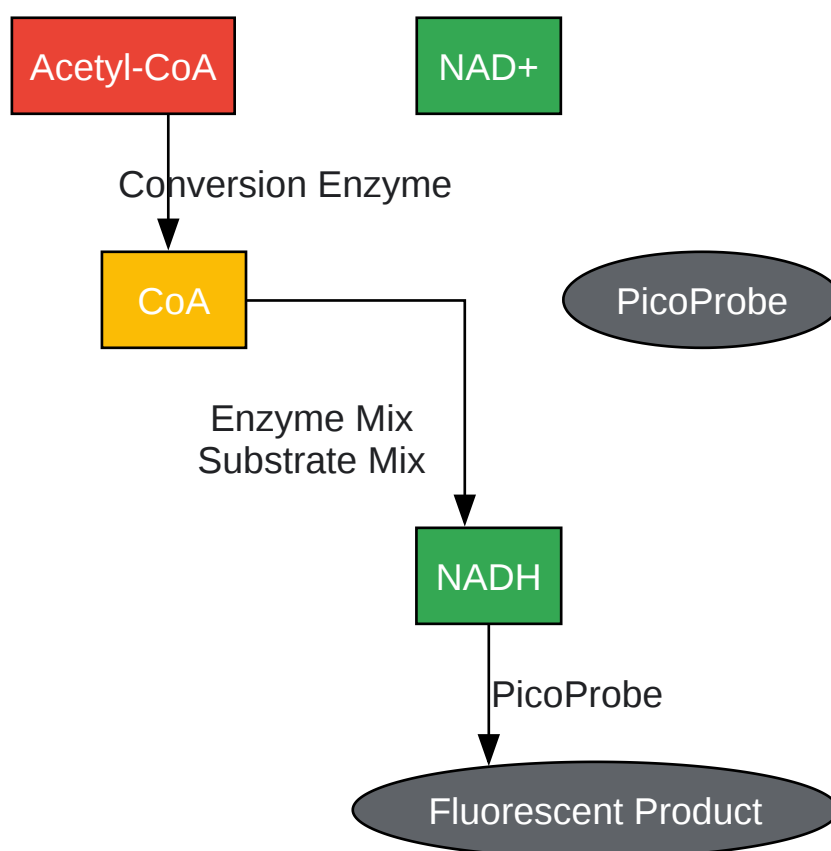 Acetyl-CoA
NAD+
Conversion Enzyme
CoA
PicoProbe
Enzyme Mix
Substrate Mix
NADH
PicoProbe
Fluorescent Product